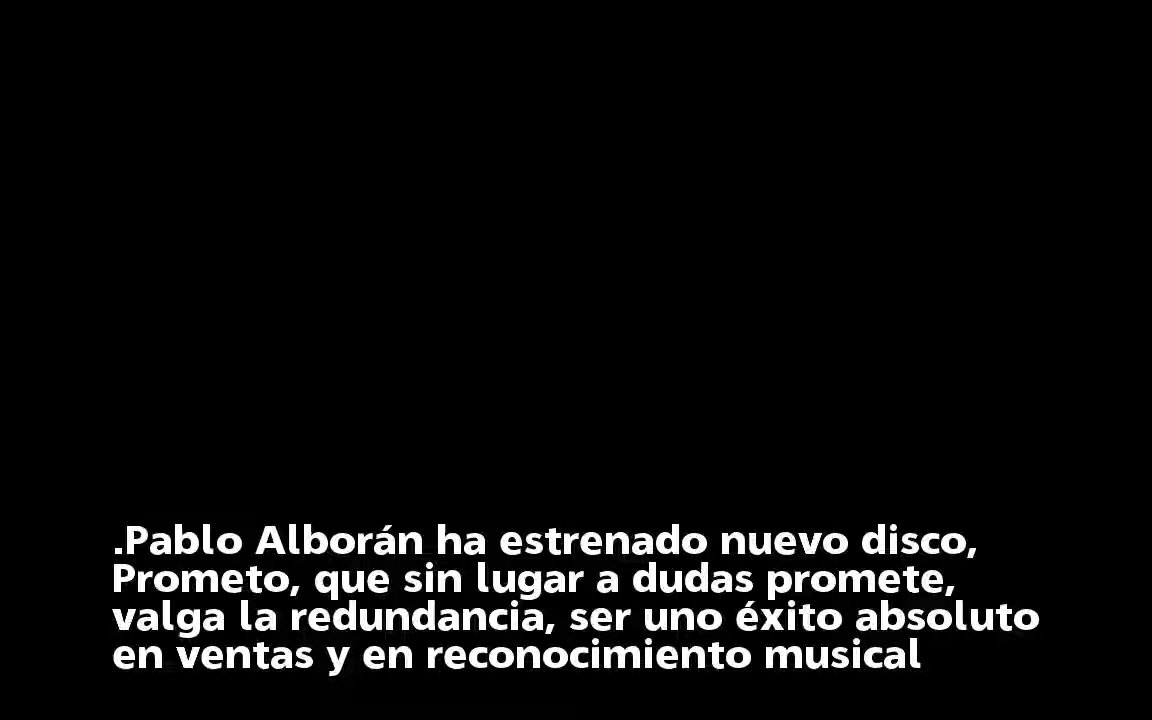 .Pablo Alborán ha estrenado nuevo disco,
Prometo, que sin lugar a dudas promete,
valga la redundancia, ser uno éxito absoluto
en ventas y en reconocimiento musical